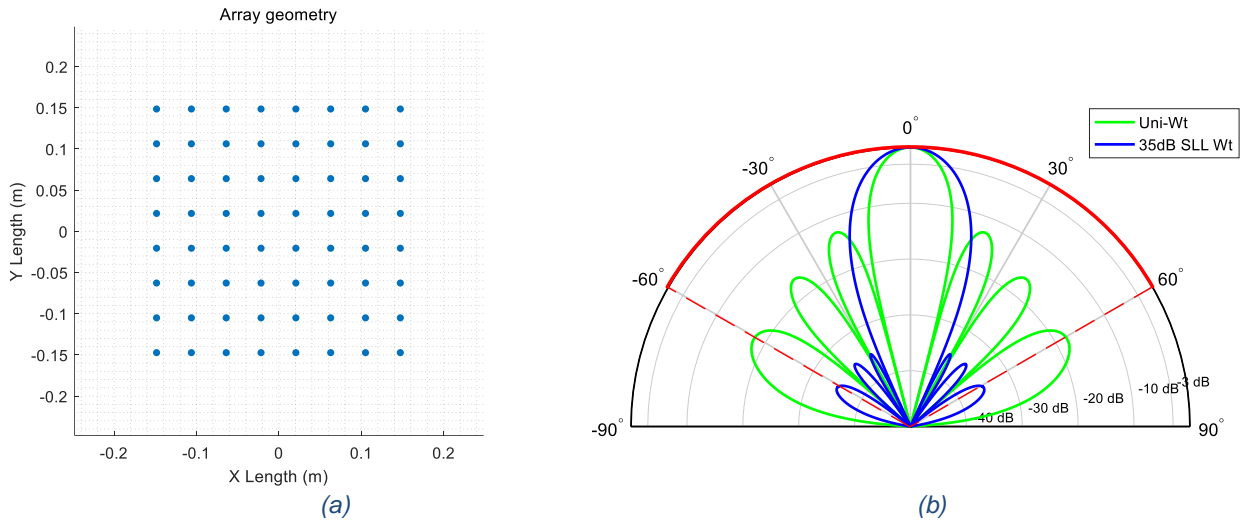 Array geometry
Y Length (m)
0.2
0.15
0.1
0.05
0
-0.05
-0.1
-0.15
-0.2
-0.2 -0.1 0 0.1 0.2
X Length (m)
(a)
Uni-Wt
35dB SLL Wt
0°
-30° 30°
-60° 60°
-90° 90°
-40 dB -30 dB -20 dB -10 dB -3 dB
(b)